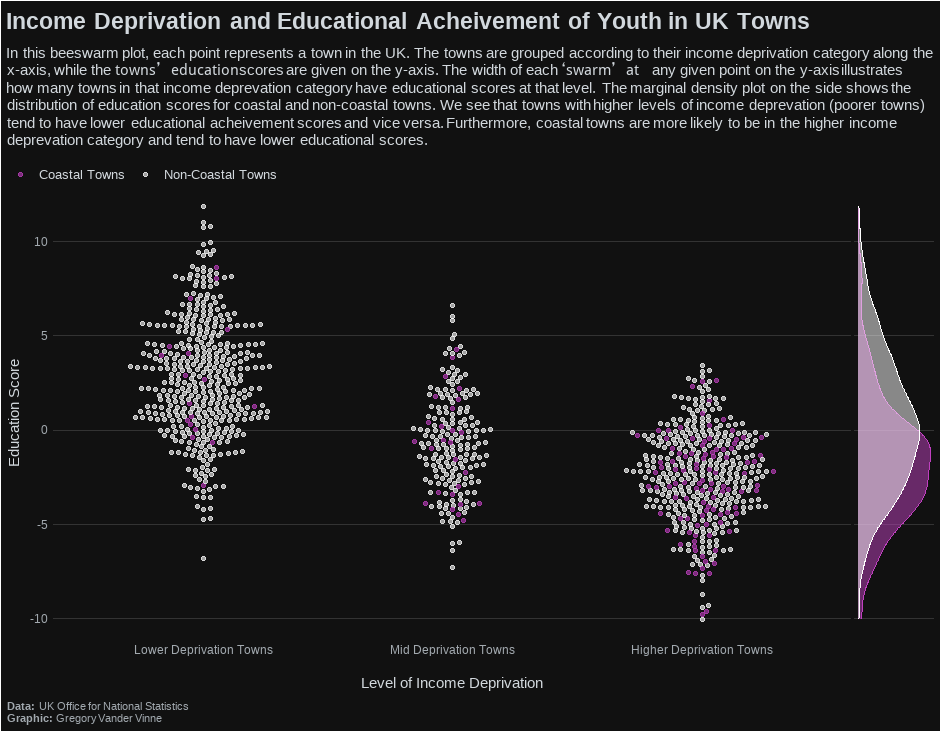 Income Deprivation and Educational Acheivement of Youth in UK Towns
In this beeswarm plot, each point represents a town in the UK. The towns are grouped according to their income deprivation category along the
x-axis, while the towns’ education scores are given on the y-axis. The width of each ‘swarm’ at any given point on the y-axis illustrates
how many towns in that income deprevation category have educational scores at that level. The marginal density plot on the side shows the
distribution of education scores for coastal and non-coastal towns. We see that towns with higher levels of income deprevation (poorer towns)
tend to have lower educational acheivement scores and vice versa. Furthermore, coastal towns are more likely to be in the higher income
deprevation category and tend to have lower educational scores.
Coastal Towns Non-Coastal Towns
10
5
0
-5
-10
Education Score
Lower Deprivation Towns Mid Deprivation Towns Higher Deprivation Towns
Level of Income Deprivation
Data: UK Office for National Statistics
Graphic: Gregory Vander Vinne